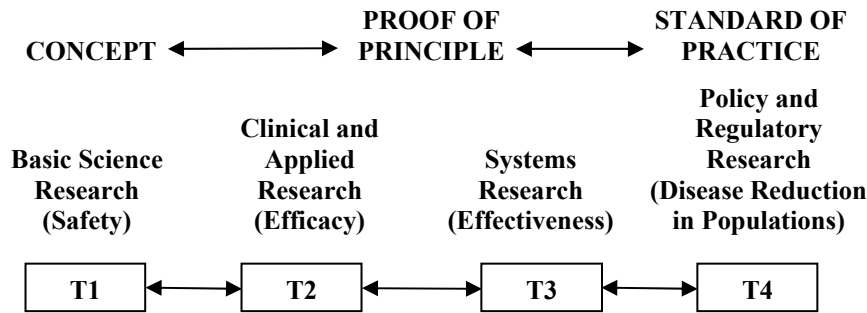 CONCEPT
PROOF OF
PRINCIPLE
STANDARD OF
PRACTICE
Basic Science
Research
(Safety)
Clinical and
Applied
Research
(Efficacy)
Systems
Research
(Effectiveness)
Policy and
Regulatory
Research
(Disease Reduction
in Populations)
T1
T2
T3
T4